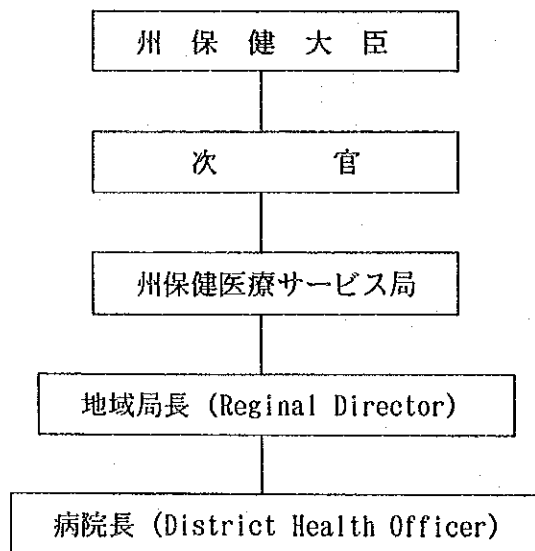 州保健大臣
次官
州保健医療サービス局
地域局長 (Reginal Director)
病院長 (District Health Officer)